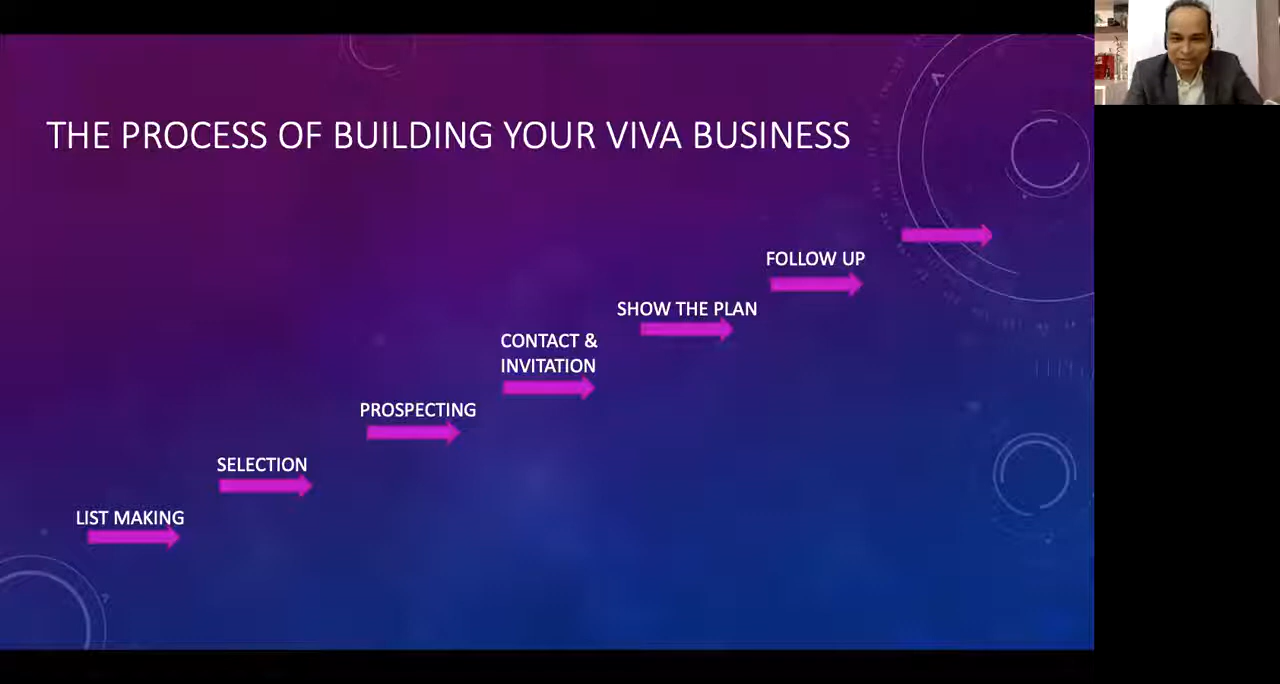 THE PROCESS OF BUILDING YOUR VIVA BUSINESS
FOLLOW UP
SHOW THE PLAN
CONTACT &
INVITATION
PROSPECTING
SELECTION
LIST MAKING